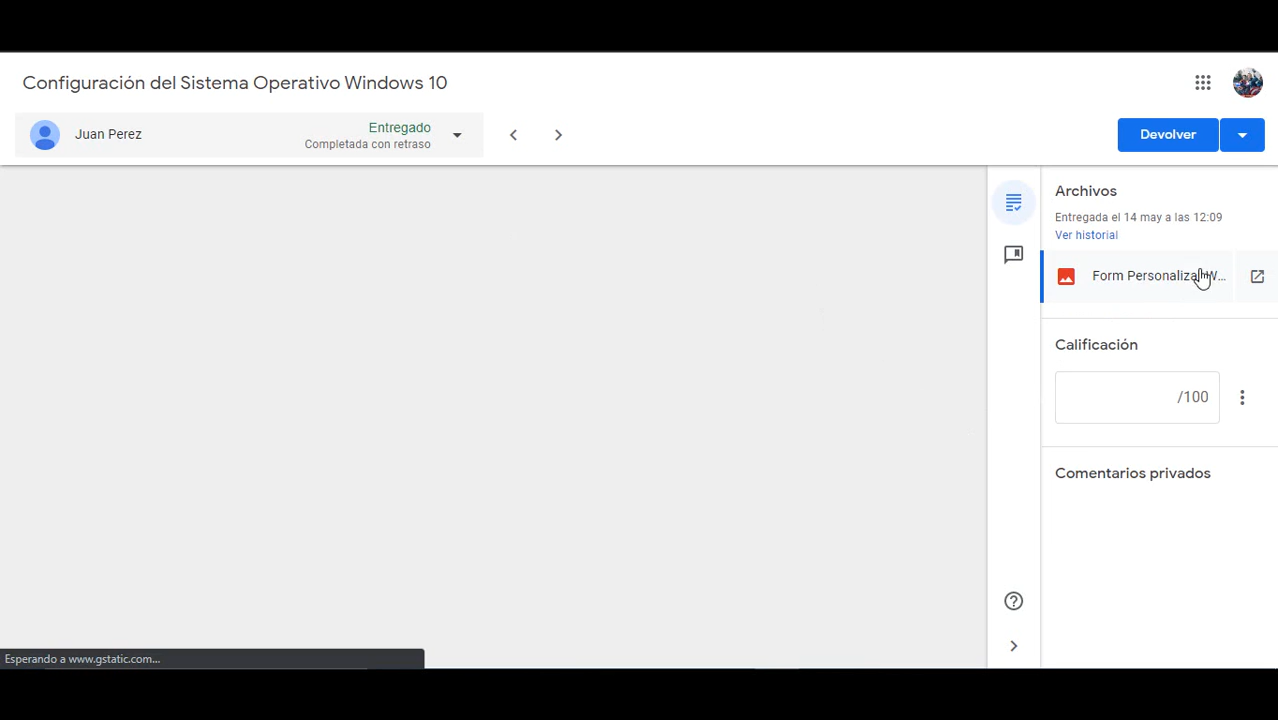 Configuración del Sistema Operativo Windows 10
Juan Perez
Entregado
Completada con retraso
Devolver
Archivos
Entregada el 14 may a las 12:09
Ver historial
Form Personaliza W...
Calificación
/100
Comentarios privados
Esperando a www.gstatic.com...